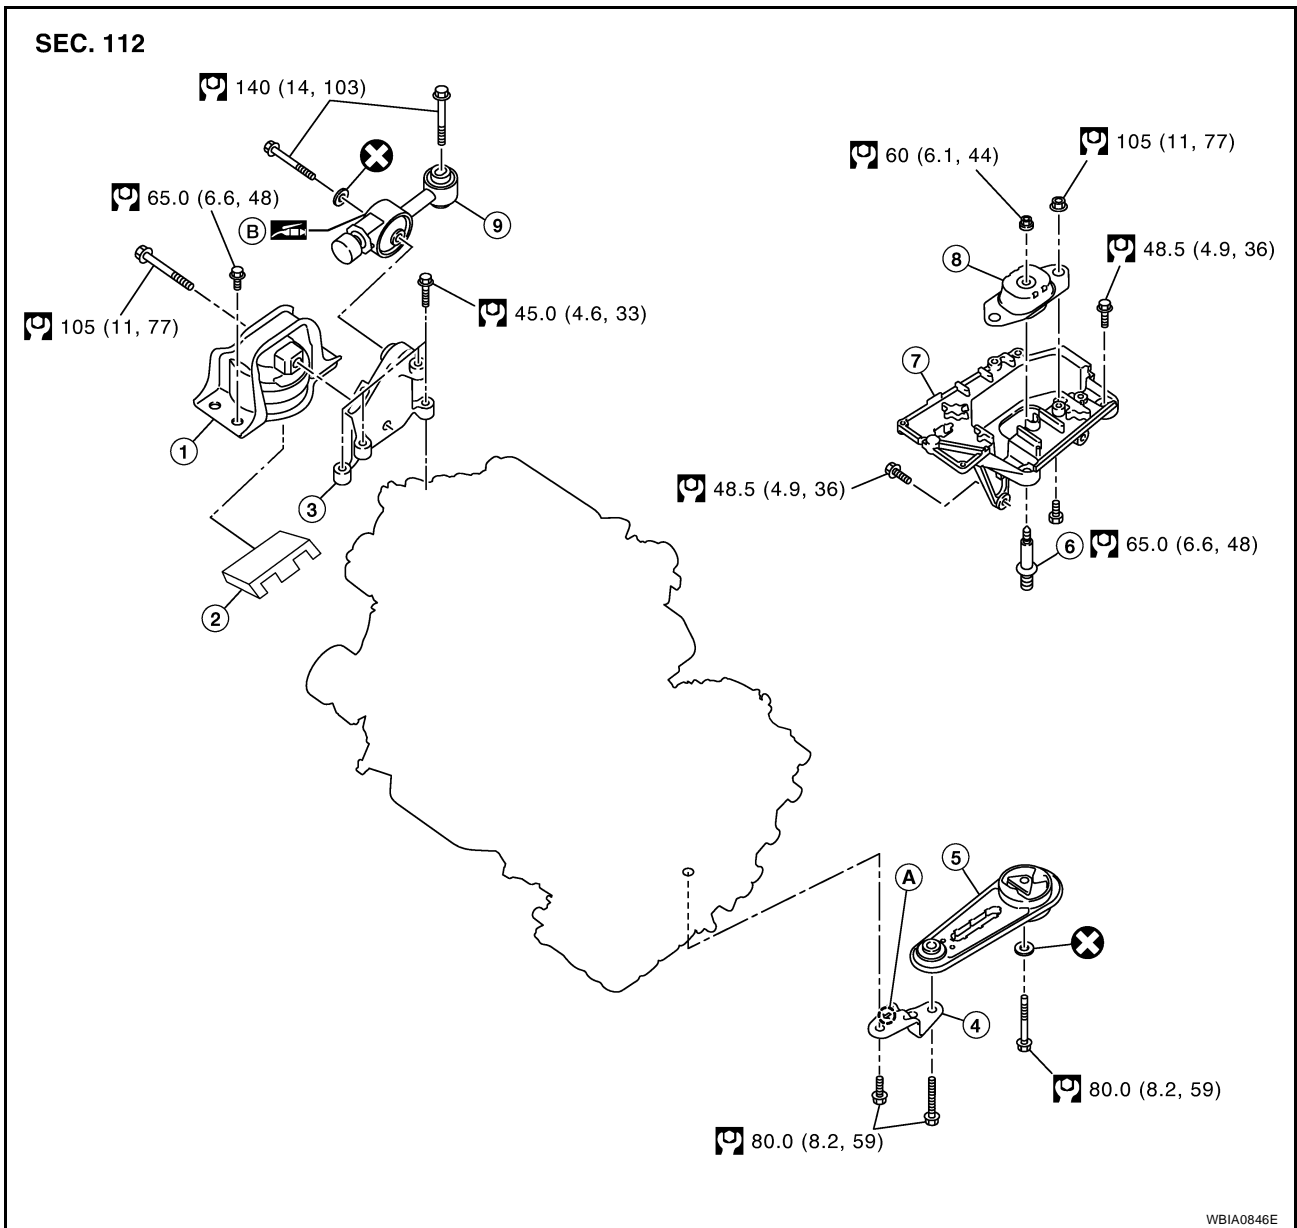 SEC. 112
140 (14, 103)
105 (11, 77)
60 (6.1, 44)
65.0 (6.6, 48)
B
9
48.5 (4.9, 36)
8
105 (11, 77)
45.0 (4.6, 33)
7
1
48.5 (4.9, 36)
3
6
65.0 (6.6, 48)
2
5
A
4
80.0 (8.2, 59)
80.0 (8.2, 59)
WBIA0846E